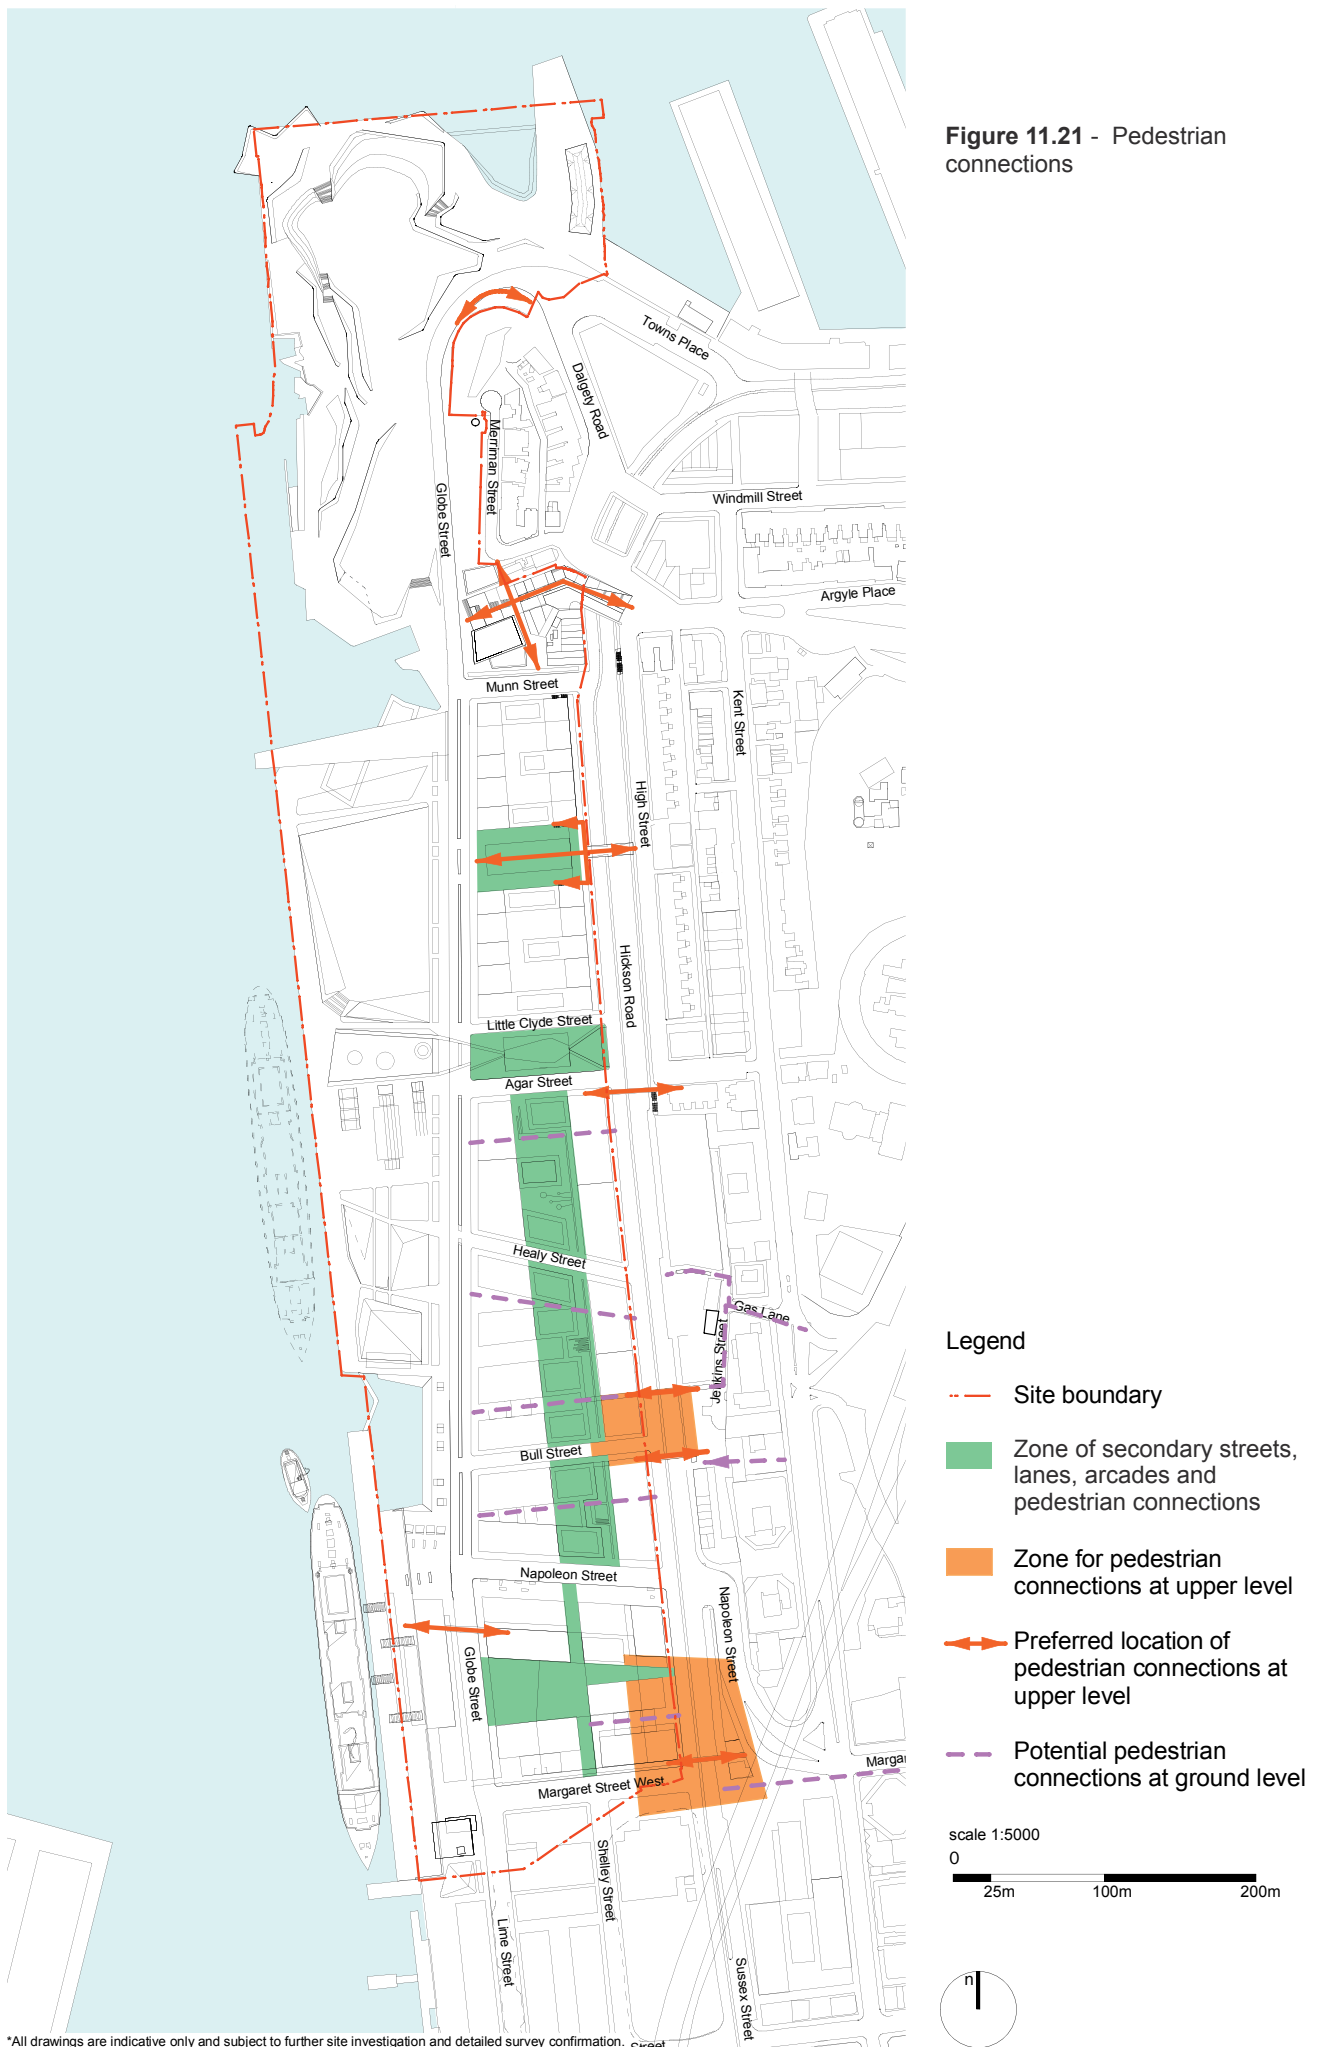 Figure 11.21 - Pedestrian
connections
Towns Place
Dalgety Road
Merriman Street
Globe Street
Windmill Street
Argyle Place
Munn Street
Kent Street
High Street
Hickson Road
Little Clyde Street
Agar Street
Healy Street
Gas Lane
Jenkins Street
Bull Street
Napoleon Street
Napoleon Street
Globe Street
Margar
Margaret Street West
Shelley Street
Lime Street
Sussex Street
Street
Legend
Site boundary
Zone of secondary streets,
lanes, arcades and
pedestrian connections
Zone for pedestrian
connections at upper level
Preferred location of
pedestrian connections at
upper level
Potential pedestrian
connections at ground level
scale 1:5000
0
25m 100m 200m
n
*All drawings are indicative only and subject to further site investigation and detailed survey confirmation.